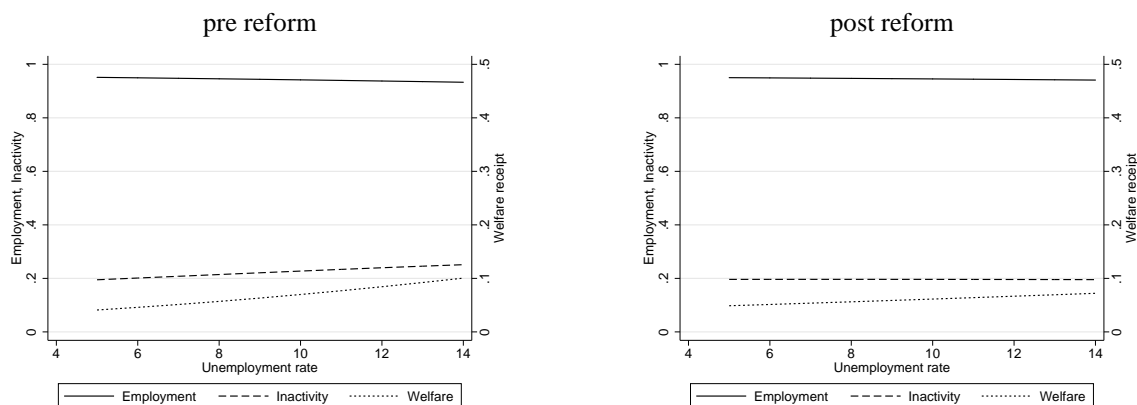 pre reform
0 .2 .4 .6 .8 1
Employment, Inactivity
0 .1 .2 .3 .4 .5
Welfare receipt
4 6 8 10 12 14
Unemployment rate
Employment Inactivity Welfare
post reform
0 .2 .4 .6 .8 1
Employment, Inactivity
0 .1 .2 .3 .4 .5
Welfare receipt
4 6 8 10 12 14
Unemployment rate
Employment Inactivity Welfare